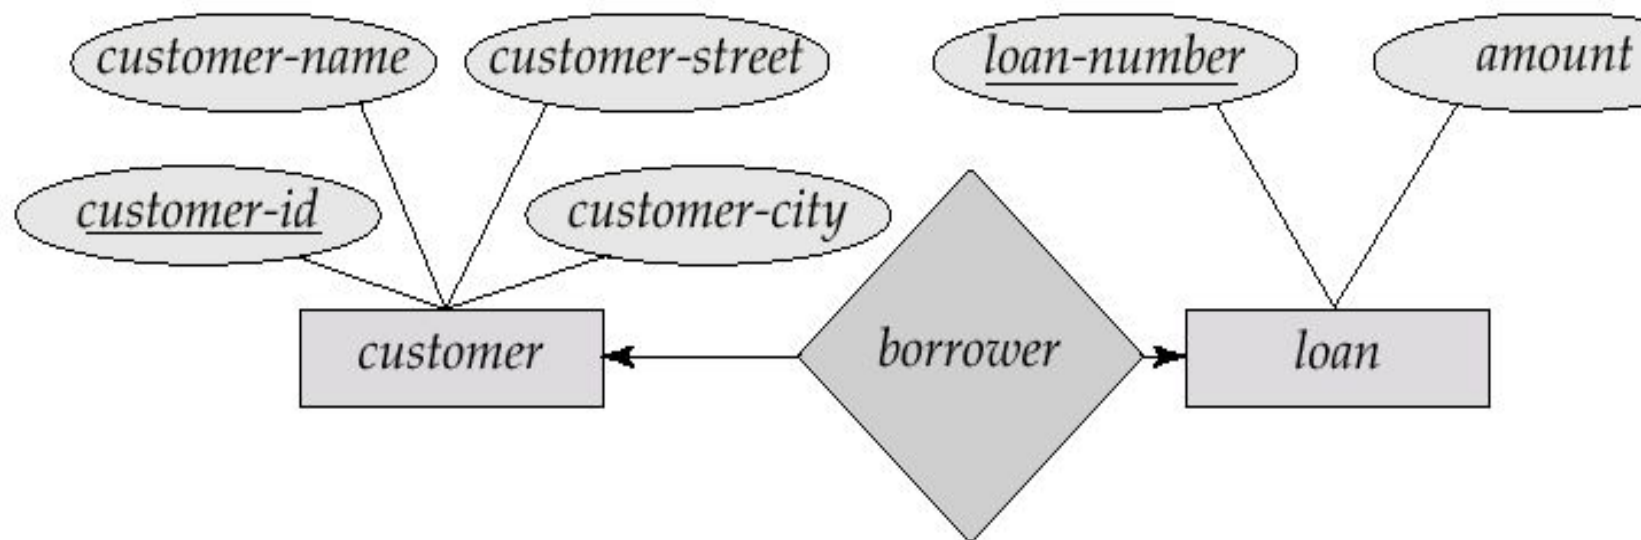 customer-name customer-street loan-number amount
customer-id customer-city
customer borrower loan